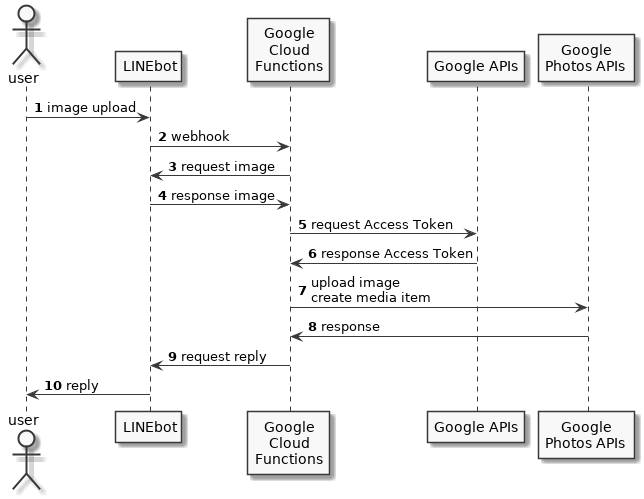 user
LINEbot
Google
Cloud
Functions
Google APIs
Google
Photos APIs
1 image upload
2 webhook
3 request image
4 response image
5 request Access Token
6 response Access Token
7 upload image
create media item
8 response
9 request reply
10 reply
user
LINEbot
Google
Cloud
Functions
Google APIs
Google
Photos APIs